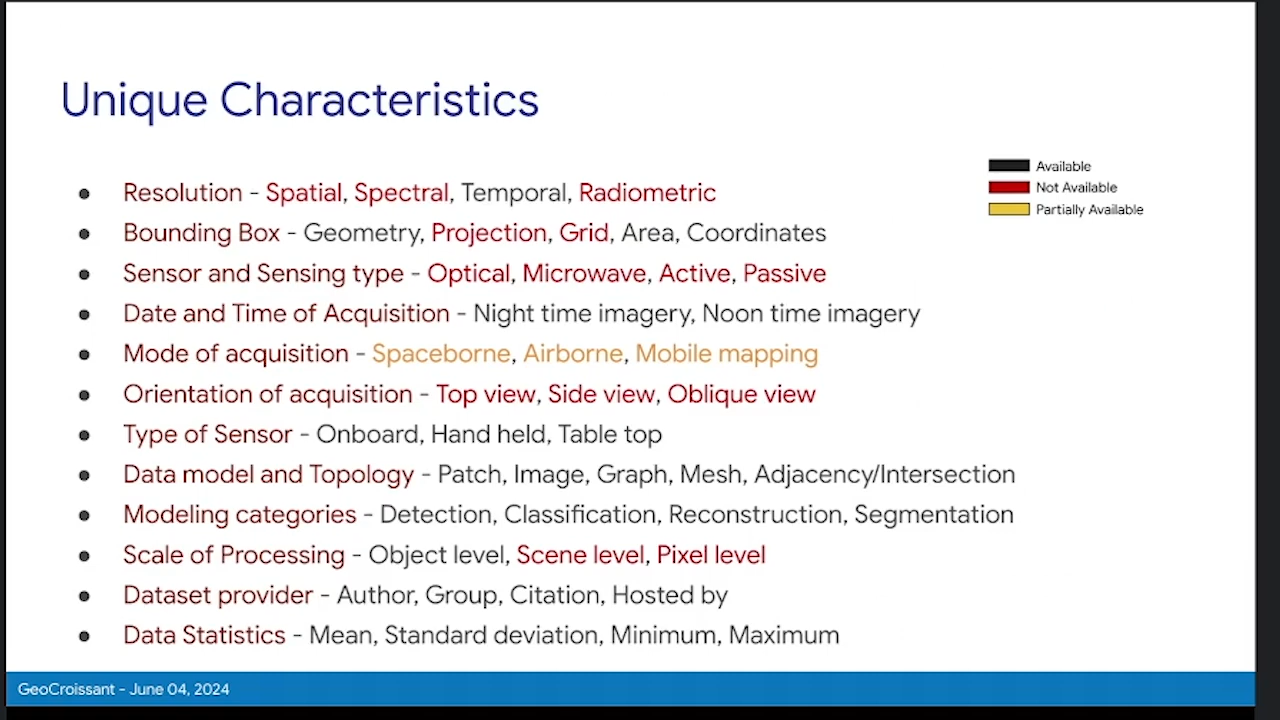 Unique Characteristics
Available
Not Available
Partially Available
● Resolution - Spatial, Spectral, Temporal, Radiometric
● Bounding Box - Geometry, Projection, Grid, Area, Coordinates
● Sensor and Sensing type - Optical, Microwave, Active, Passive
● Date and Time of Acquisition - Night time imagery, Noon time imagery
● Mode of acquisition - Spaceborne, Airborne, Mobile mapping
● Orientation of acquisition - Top view, Side view, Oblique view
● Type of Sensor - Onboard, Hand held, Table top
● Data model and Topology - Patch, Image, Graph, Mesh, Adjacency/Intersection
● Modeling categories - Detection, Classification, Reconstruction, Segmentation
● Scale of Processing - Object level, Scene level, Pixel level
● Dataset provider - Author, Group, Citation, Hosted by
● Data Statistics - Mean, Standard deviation, Minimum, Maximum
GeoCroissant - June 04, 2024